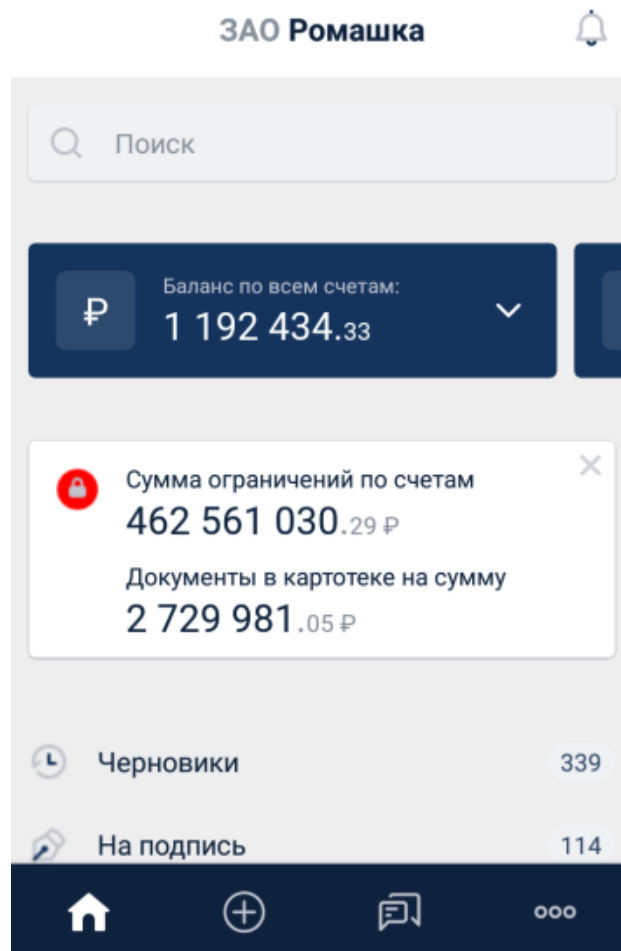 ЗАО Ромашка
Поиск
Баланс по всем счетам:
₽ 1 192 434.33
Сумма ограничений по счетам
462 561 030.29 ₽
Документы в картотеке на сумму
2 729 981.05 ₽
Черновики 339
На подпись 114